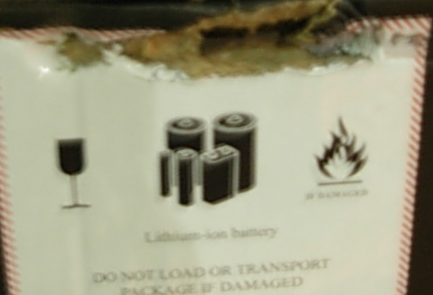 IF DAMAGED
Lithium-ion battery
DO NOT LOAD OR TRANSPORT
PACKAGE IF DAMAGED